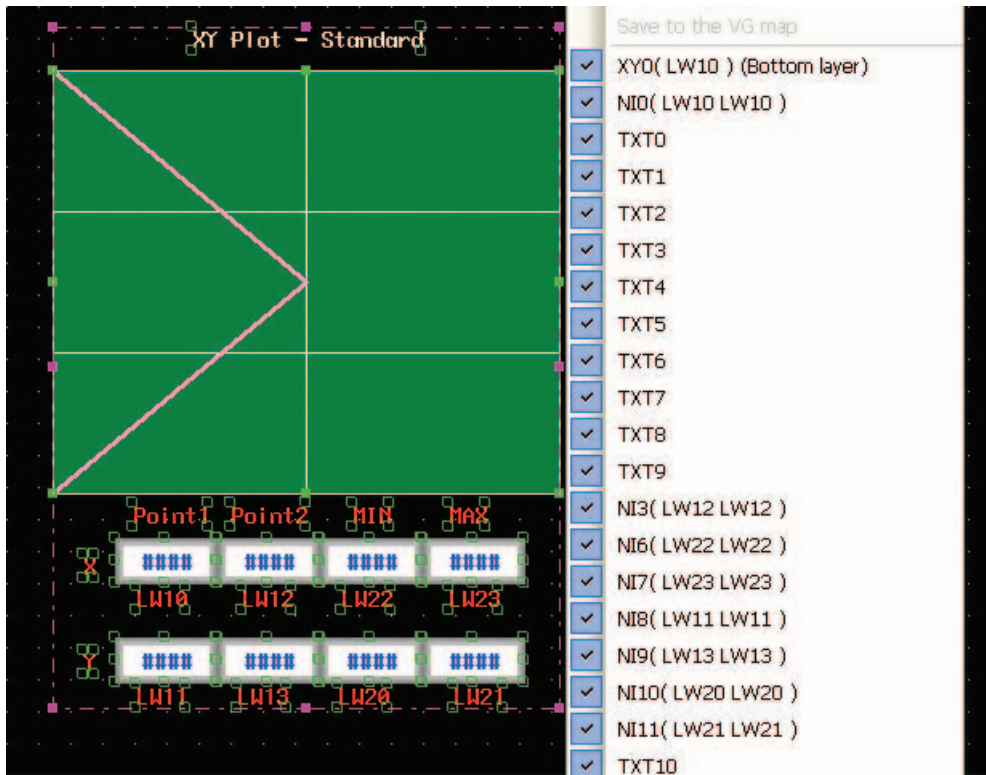 XY Plot - Standard
Point1 Point2 MIN MAX
X #### #### #### ####
LW10 LW12 LW22 LW23
Y #### #### #### ####
LW11 LW13 LW20 LW21
Save to the VG map
XY0( LW10 ) (Bottom layer)
NI0( LW10 LW10 )
TXT0
TXT1
TXT2
TXT3
TXT4
TXT5
TXT6
TXT7
TXT8
TXT9
NI3( LW12 LW12 )
NI6( LW22 LW22 )
NI7( LW23 LW23 )
NI8( LW11 LW11 )
NI9( LW13 LW13 )
NI10( LW20 LW20 )
NI11( LW21 LW21 )
TXT10